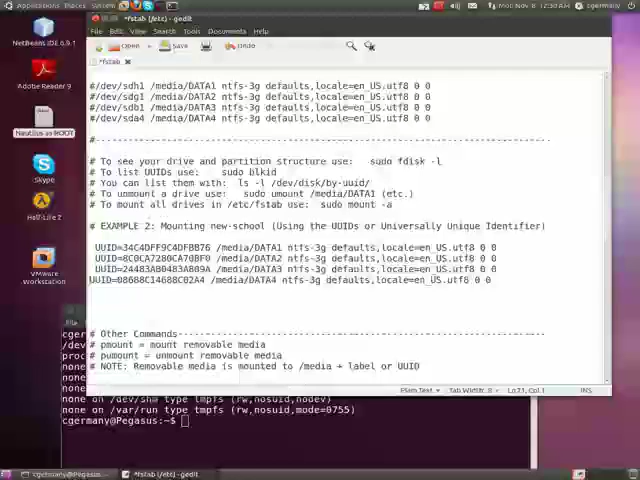 Applications Places System
Mon Nov 8, 12:30 AM
cgermany
*fstab (/etc) - gedit
File Edit View Search Tools Documents Help
Open Save Undo
*fstab
#/dev/sdh1 /media/DATA1 ntfs-3g defaults,locale=en_US.utf8 0 0
#/dev/sdg1 /media/DATA2 ntfs-3g defaults,locale=en_US.utf8 0 0
#/dev/sdb1 /media/DATA3 ntfs-3g defaults,locale=en_US.utf8 0 0
#/dev/sda4 /media/DATA4 ntfs-3g defaults,locale=en_US.utf8 0 0
# To see your drive and partition structure use: sudo fdisk -l
# To list UUIDs use: sudo blkid
# You can list them with: ls -l /dev/disk/by-uuid/
# To unmount a drive use: sudo umount /media/DATA1 (etc.)
# To mount all drives in /etc/fstab use: sudo mount -a
# EXAMPLE 2: Mounting new-school (Using the UUIDs or Universally Unique Identifier)
UUID=34C4DFF9C4DFBB76 /media/DATA1 ntfs-3g defaults,locale=en_US.utf8 0 0
UUID=8C0CA7280CA70BF0 /media/DATA2 ntfs-3g defaults,locale=en_US.utf8 0 0
UUID=24483AB0483AB09A /media/DATA3 ntfs-3g defaults,locale=en_US.utf8 0 0
UUID=08688C14688C02A4 /media/DATA4 ntfs-3g defaults,locale=en_US.utf8 0 0
# Other Commands
# pmount = mount removable media
# pumount = unmount removable media
# NOTE: Removable media is mounted to /media + label or UUID
Plain Text Tab Width: 8 Ln 21, Col 1 INS
NetBeans IDE 6.9.1
Adobe Reader 9
Nautilus as ROOT
Skype
Half-Life 2
VMware Workstation
File
cger
/dev
proc
none
none
none on /dev/shm type tmpfs (rw,nosuid,nodev)
none on /var/run type tmpfs (rw,nosuid,mode=0755)
cgermany@Pegasus:~$
cgermany@Pegasus: ~
*fstab (/etc) - gedit